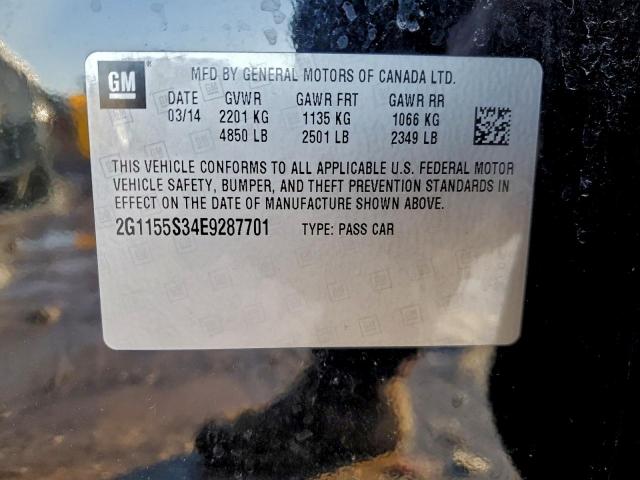 GM ® MFD BY GENERAL MOTORS OF CANADA LTD.
DATE GVWR GAWR FRT GAWR RR
03/14 2201 KG 1135 KG 1066 KG
4850 LB 2501 LB 2349 LB
THIS VEHICLE CONFORMS TO ALL APPLICABLE U.S. FEDERAL MOTOR
VEHICLE SAFETY, BUMPER, AND THEFT PREVENTION STANDARDS IN
EFFECT ON THE DATE OF MANUFACTURE SHOWN ABOVE.
2G1155S34E9287701 TYPE: PASS CAR